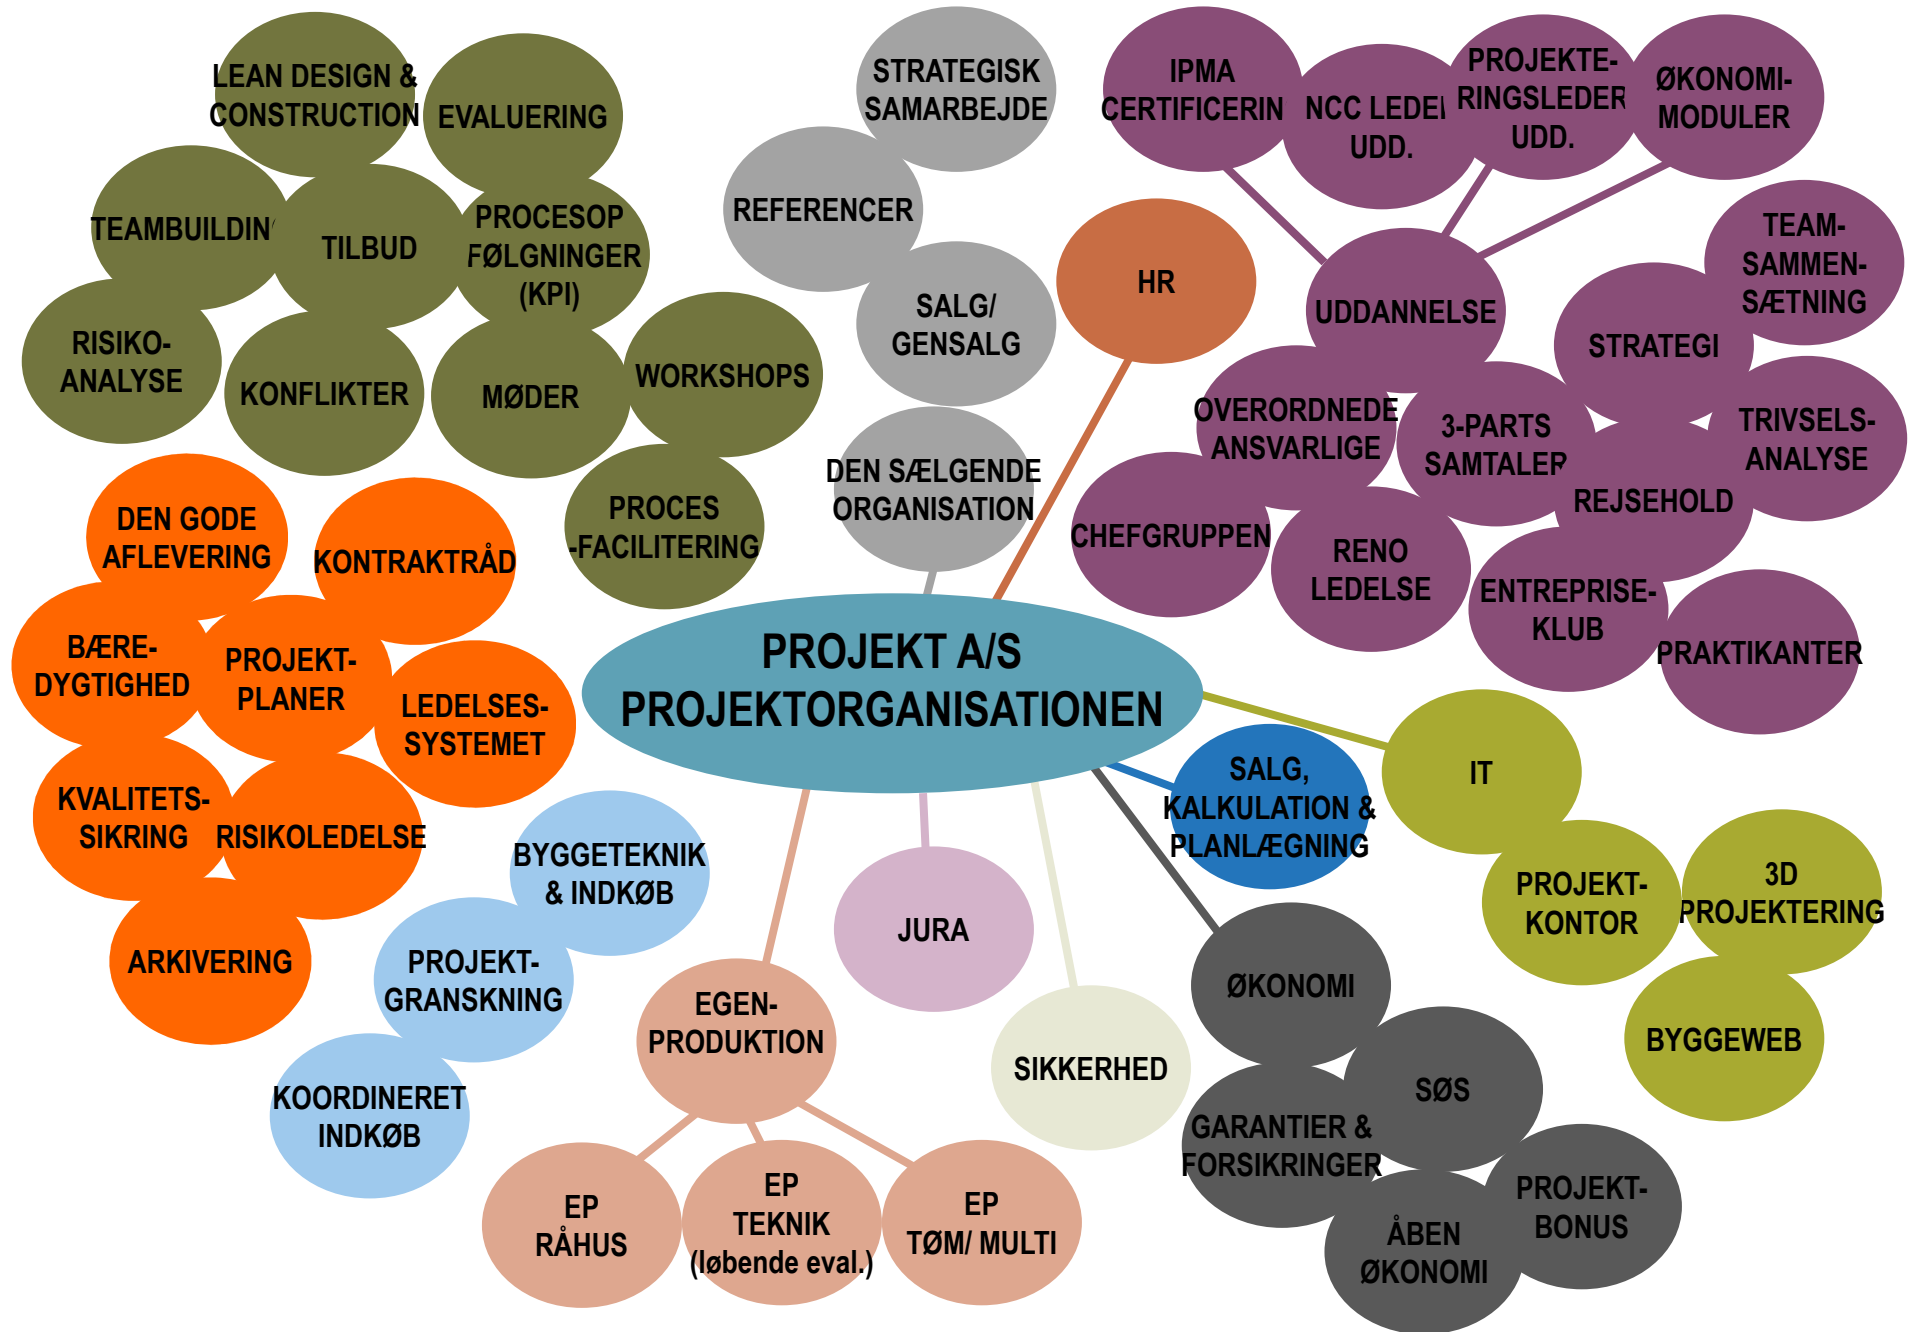 LEAN DESIGN &
CONSTRUCTION
EVALUERING
TEAMBUILDING
TILBUD
PROCESOP
FØLGNINGER
(KPI)
RISIKO-
ANALYSE
KONFLIKTER
MØDER
WORKSHOPS
PROCES
-FACILITERING
STRATEGISK
SAMARBEJDE
REFERENCER
SALG/
GENSALG
DEN SÆLGENDE
ORGANISATION
HR
IPMA
CERTIFICERIN
NCC LEDE
UDD.
PROJEKTE-
RINGSLEDER
UDD.
ØKONOMI-
MODULER
UDDANNELSE
TEAM-
SAMMEN-
SÆTNING
STRATEGI
OVERORDNEDE
ANSVARLIGE
3-PARTS
SAMTALER
TRIVSELS-
ANALYSE
REJSEHOLD
CHEFGRUPPEN
RENO
LEDELSE
ENTREPRISE-
KLUB
PRAKTIKANTER
DEN GODE
AFLEVERING
KONTRAKTRÅD
BÆRE-
DYGTIGHED
PROJEKT-
PLANER
LEDELSES-
SYSTEMET
KVALITETS-
SIKRING
RISIKOLEDELSE
ARKIVERING
PROJEKT A/S
PROJEKTORGANISATIONEN
BYGGETEKNIK
& INDKØB
PROJEKT-
GRANSKNING
KOORDINERET
INDKØB
EGEN-
PRODUKTION
EP
RÅHUS
EP
TEKNIK
(løbende eval.)
EP
TØM/ MULTI
JURA
SIKKERHED
SALG,
KALKULATION &
PLANLÆGNING
IT
PROJEKT-
KONTOR
3D
PROJEKTERING
BYGGEWEB
ØKONOMI
SØS
GARANTIER &
FORSIKRINGER
ÅBEN
ØKONOMI
PROJEKT-
BONUS